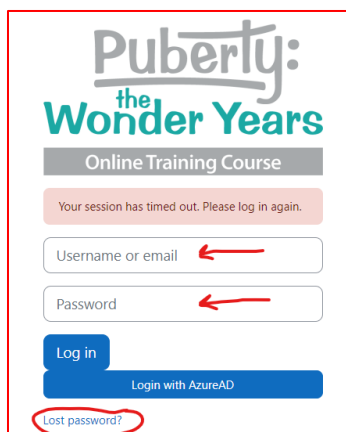 Puberty:
the
Wonder Years
Online Training Course
Your session has timed out. Please log in again.
Username or email
Password
Log in
Login with AzureAD
Lost password?